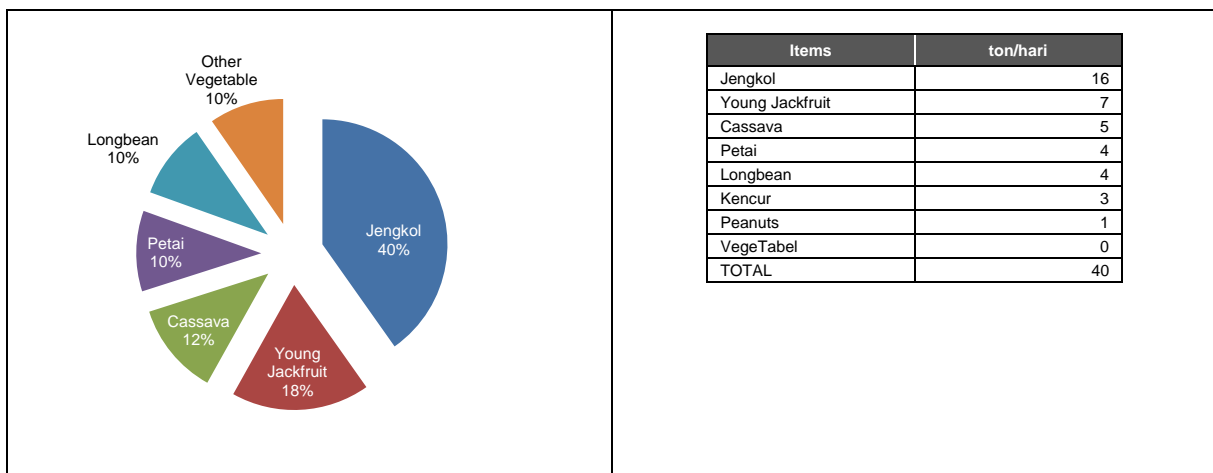 Other
Vegetable
10%
Longbean
10%
Petai
10%
Cassava
12%
Young
Jackfruit
18%
Jengkol
40%
Items ton/hari
Jengkol 16
Young Jackfruit 7
Cassava 5
Petai 4
Longbean 4
Kencur 3
Peanuts 1
VegeTabel 0
TOTAL 40